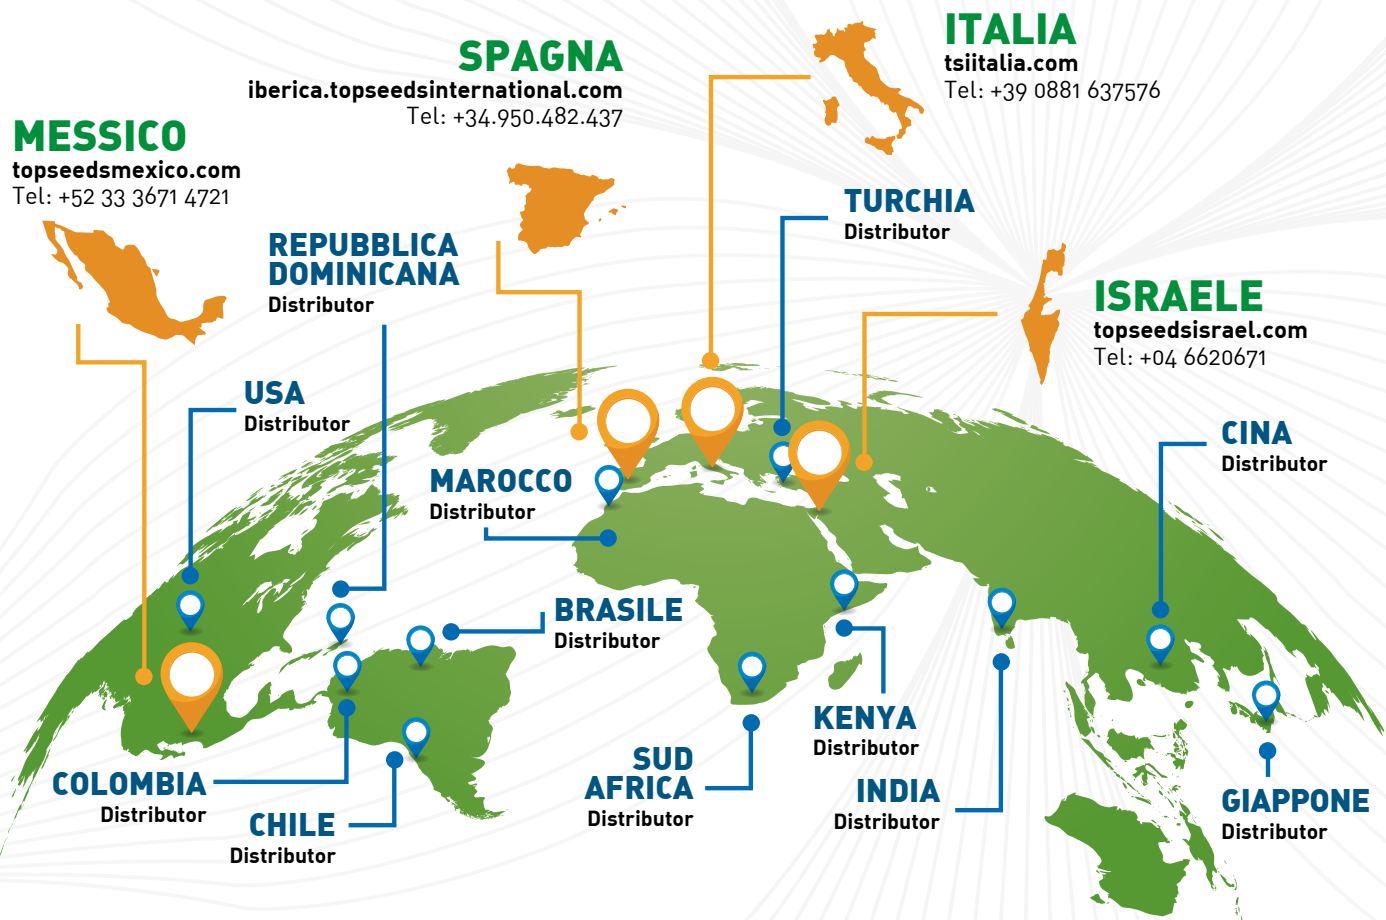 ITALIA
tsiitalia.com
Tel: +39 0881 637576
SPAGNA
iberica.topseedsinternational.com
Tel: +34.950.482.437
MESSICO
topseedsmexico.com
Tel: +52 33 3671 4721
TURCHIA
Distributor
REPUBBLICA
DOMINICANA
Distributor
ISRAELE
topseedsisrael.com
Tel: +04 6620671
USA
Distributor
CINA
Distributor
MAROCCO
Distributor
BRASILE
Distributor
KENYA
Distributor
SUD
AFRICA
Distributor
INDIA
Distributor
COLOMBIA
Distributor
CHILE
Distributor
GIAPPONE
Distributor